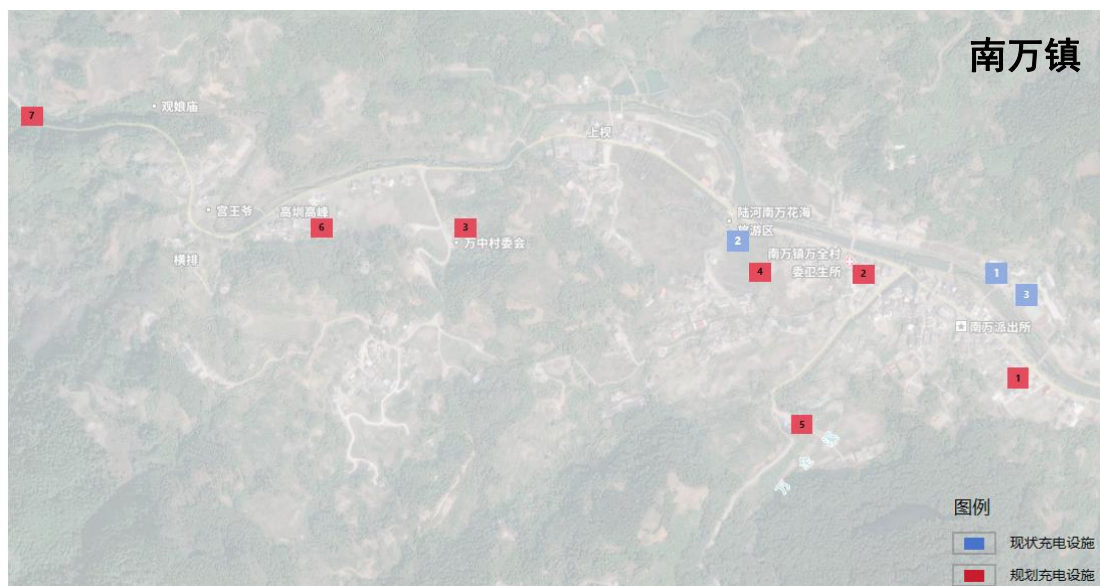 南万镇
7
观娘庙
上枧
宫王爷
高圳高峰
6
3
万中村委会
横排
陆河南万花海
旅游区
2
4
南万镇万全村
委卫生所
2
1
3
南万派出所
1
5
图例
现状充电设施
规划充电设施